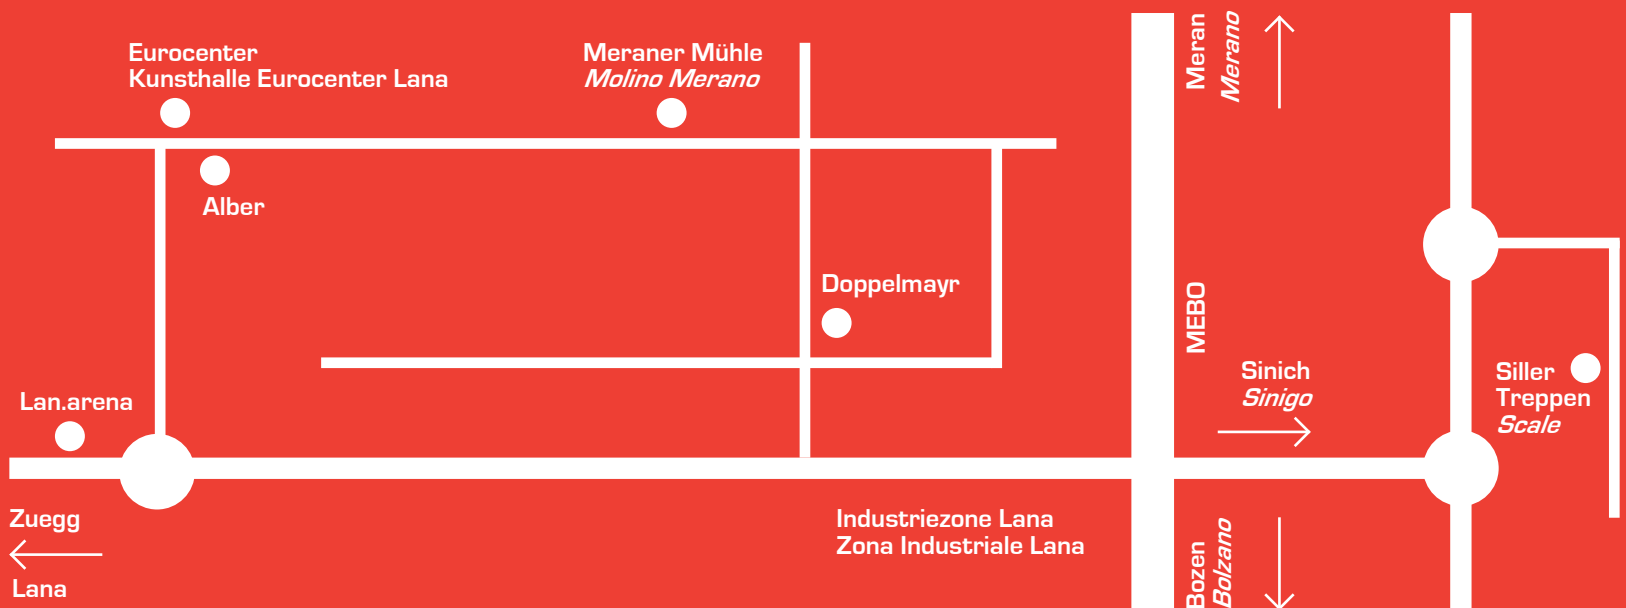 Eurocenter
Kunsthalle Eurocenter Lana
Meraner Mühle
Molino Merano
Meran
Merano
Alber
Doppelmayr
MEBO
Sinich
Sinigo
Siller
Treppen
Scale
Lan.arena
Zuegg
Lana
Industriezone Lana
Zona Industriale Lana
Bozen
Bolzano